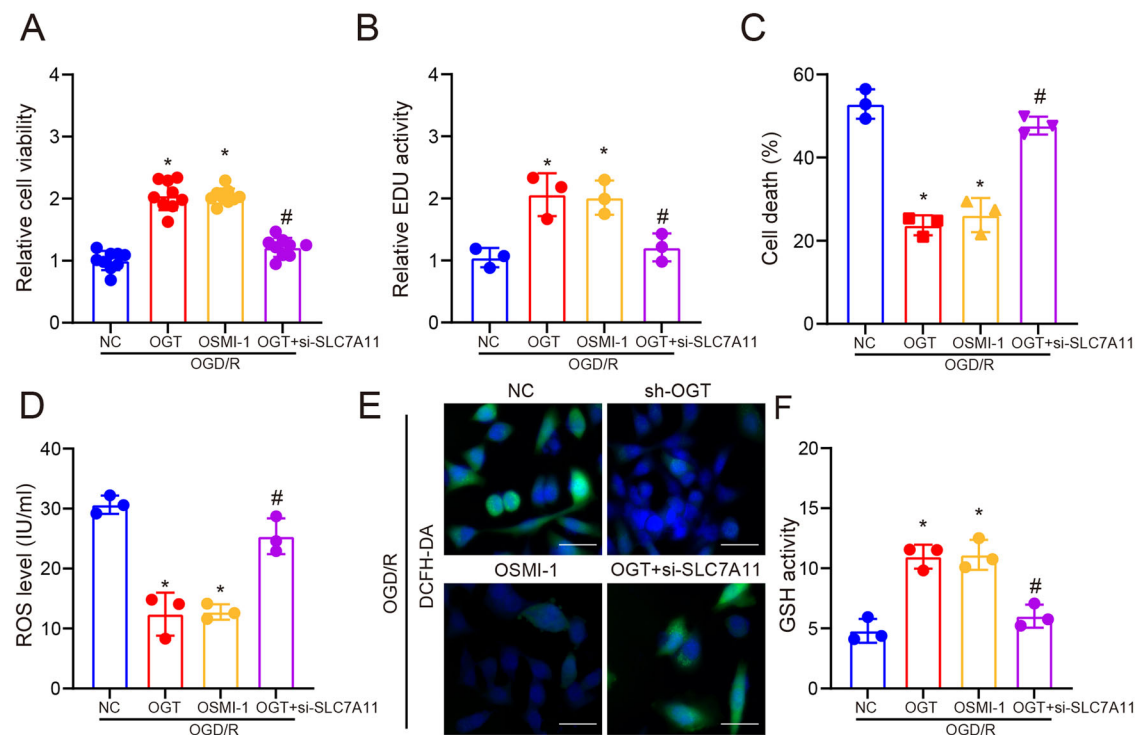 A
Relative cell viability
4
3
2
1
0
*
*
#
NC
OGT
OSMI-1
OGT+si-SLC7A11
OGD/R
B
Relative EDU activity
4
3
2
1
0
*
*
#
NC
OGT
OSMI-1
OGT+si-SLC7A11
OGD/R
C
Cell death (%)
60
40
20
0
*
*
#
NC
OGT
OSMI-1
OGT+si-SLC7A11
OGD/R
D
ROS level (IU/ml)
40
30
20
10
0
*
*
#
NC
OGT
OSMI-1
OGT+si-SLC7A11
OGD/R
E
OGD/R
DCFH-DA
NC
sh-OGT
OSMI-1
OGT+si-SLC7A11
F
GSH activity
20
15
10
5
0
*
*
#
NC
OGT
OSMI-1
OGT+si-SLC7A11
OGD/R